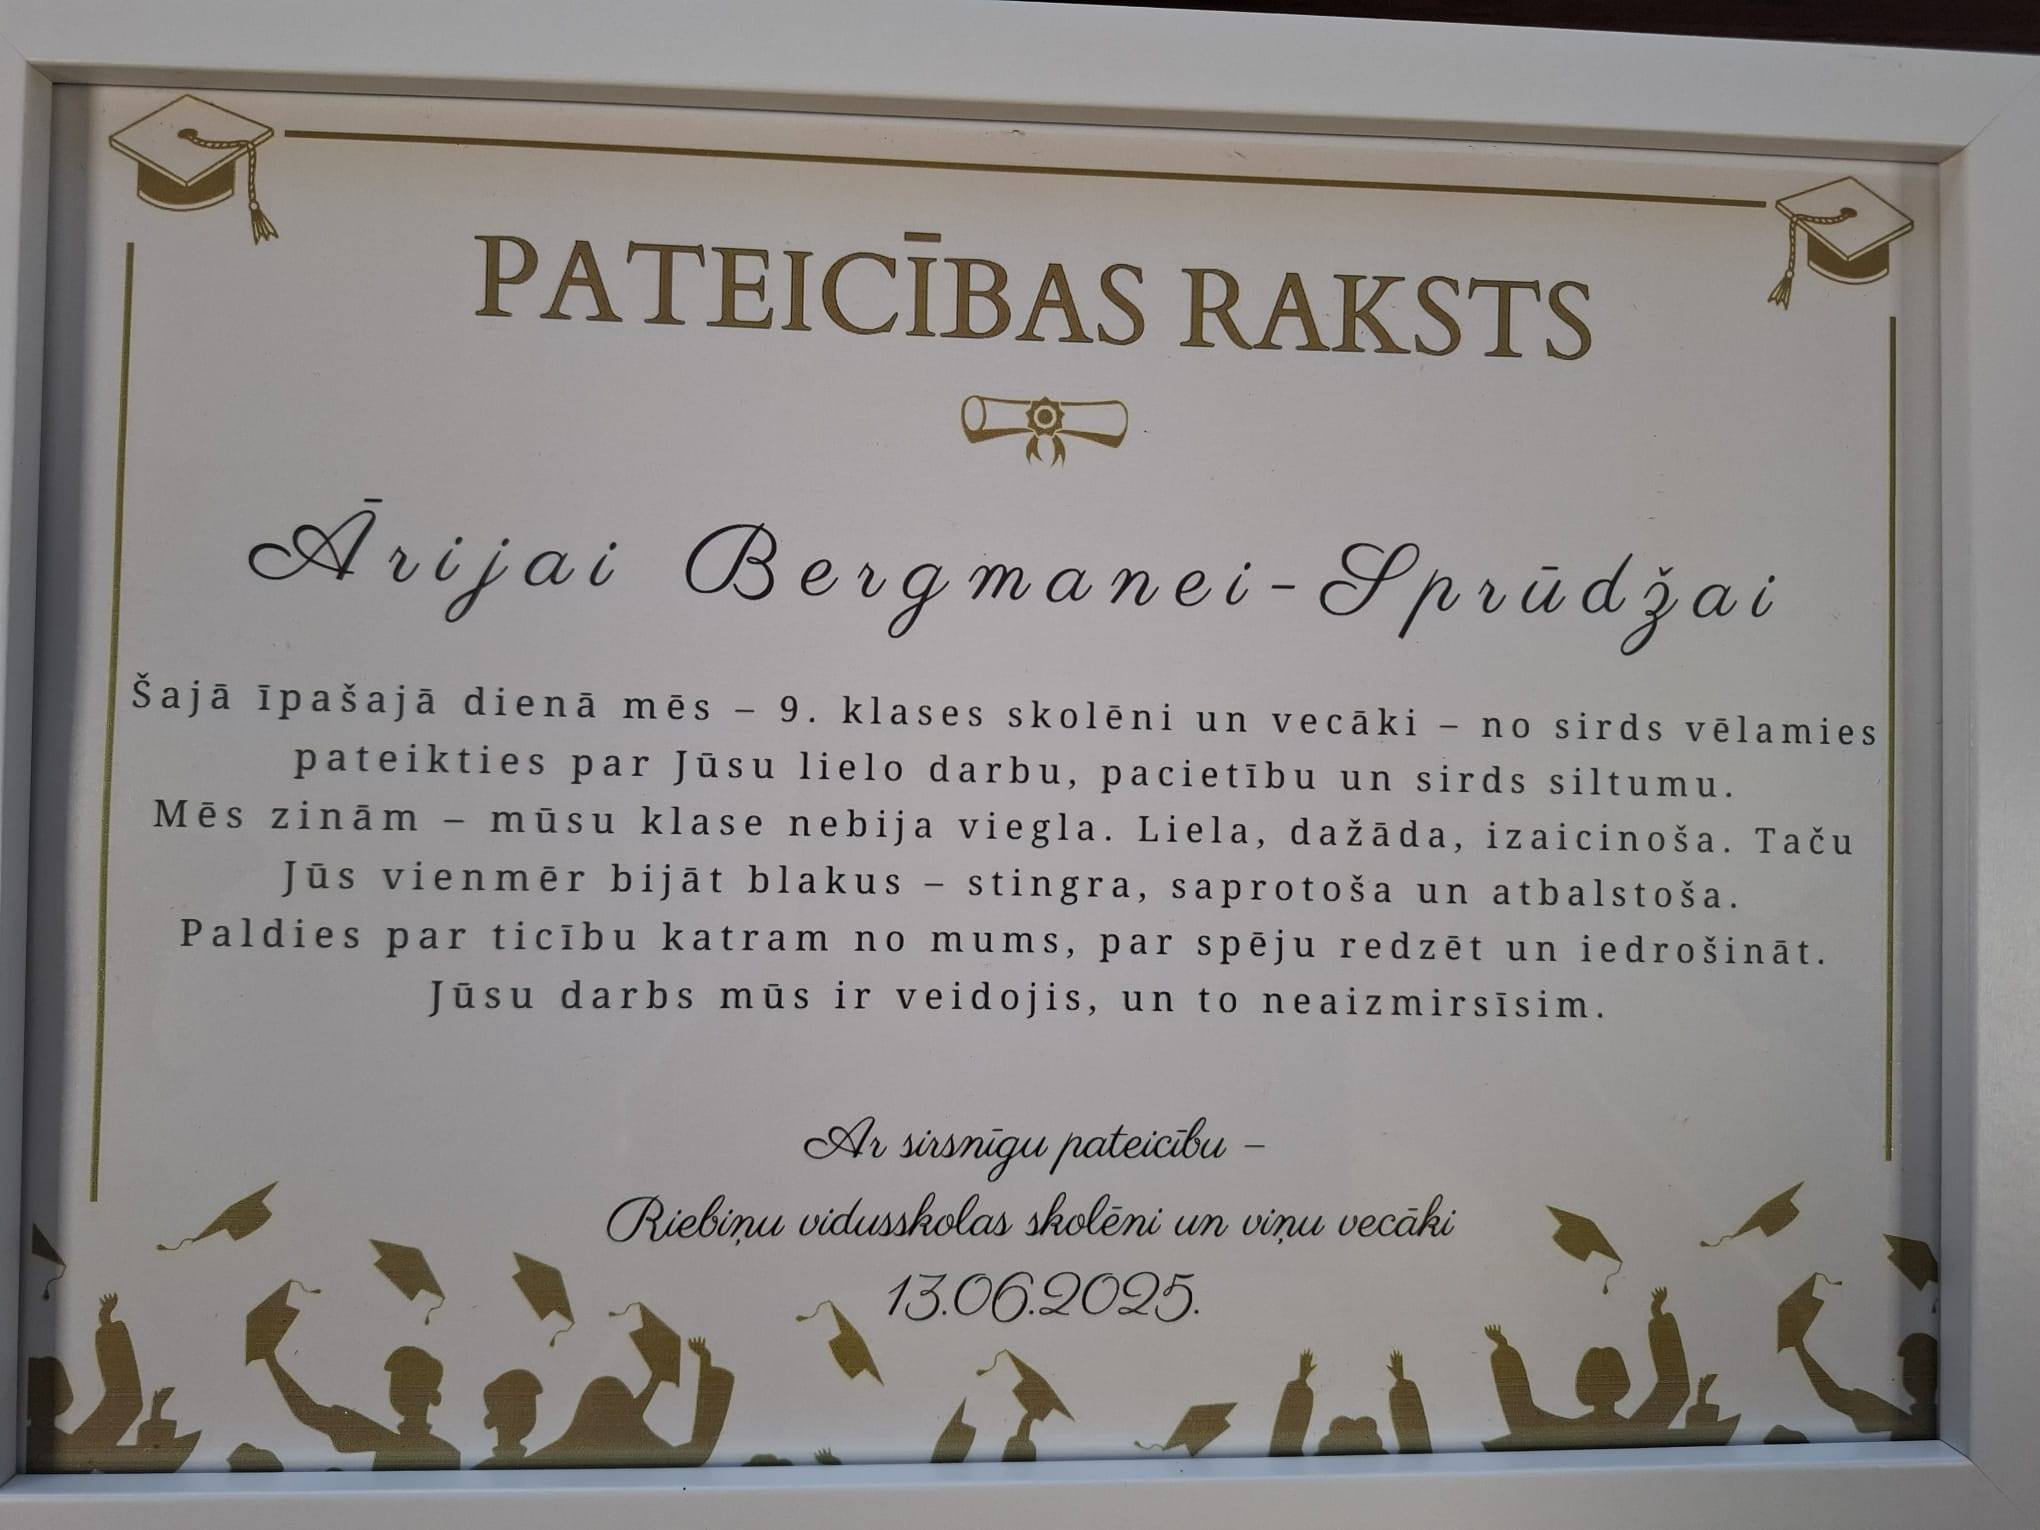 PATEICĪBAS RAKSTS
Ārijai Bergmanei-Sprūdžai
Šajā īpašajā dienā mēs – 9. klases skolēni un vecāki – no sirds vēlamies
pateikties par Jūsu lielo darbu, pacietību un sirds siltumu.
Mēs zinām – mūsu klase nebija viegla. Liela, dažāda, izaicinoša. Taču
Jūs vienmēr bijāt blakus – stingra, saprotoša un atbalstoša.
Paldies par ticību katram no mums, par spēju redzēt un iedrošināt.
Jūsu darbs mūs ir veidojis, un to neaizmirsīsim.
Ar sirsnīgu pateicību –
Riebiņu vidusskolas skolēni un viņu vecāki
13.06.2025.